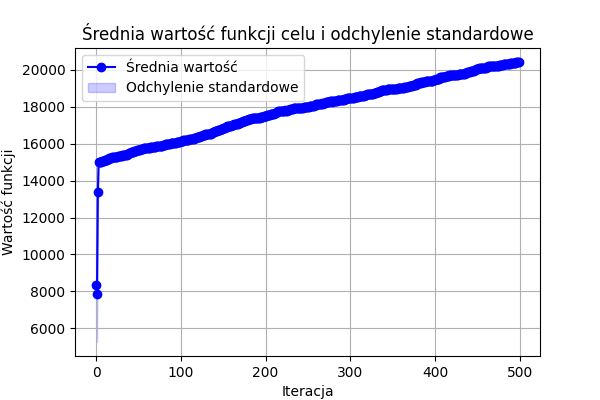 Średnia wartość funkcji celu i odchylenie standardowe
Średnia wartość
Odchylenie standardowe
Wartość funkcji
20000
18000
16000
14000
12000
10000
8000
6000
0 100 200 300 400 500
Iteracja